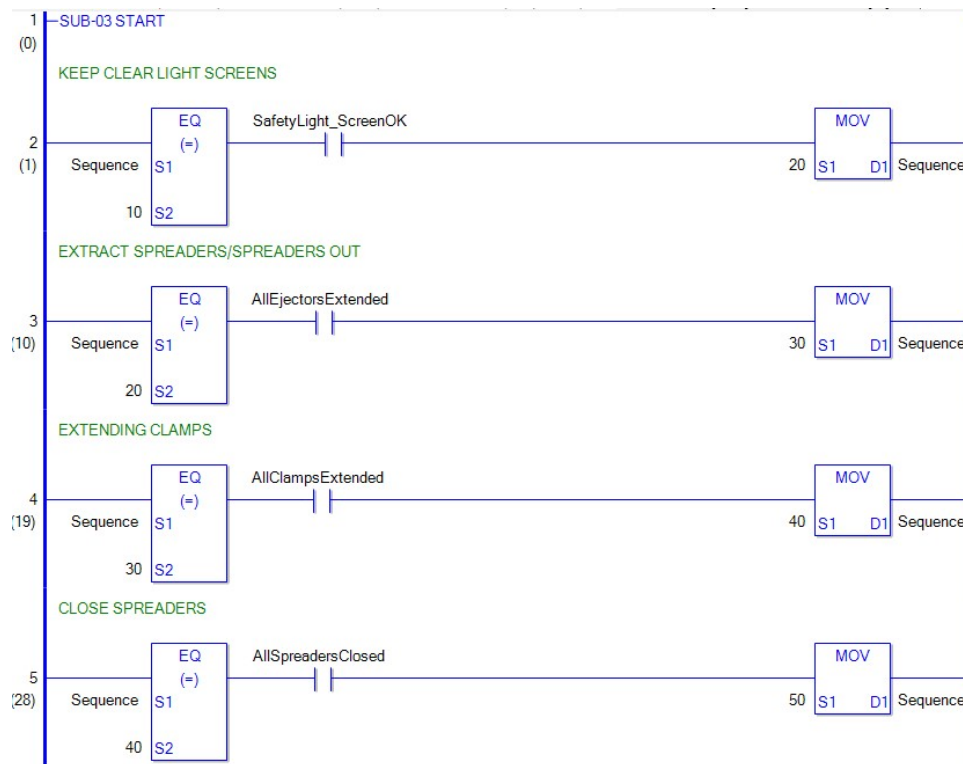 1 SUB-03 START
(0)
KEEP CLEAR LIGHT SCREENS
EQ SafetyLight_ScreenOK MOV
2 (=)
(1) Sequence S1 20 S1 D1 Sequence
10 S2
EXTRACT SPREADERS/SPREADERS OUT
EQ AllEjectorsExtended MOV
3 (=)
(10) Sequence S1 30 S1 D1 Sequence
20 S2
EXTENDING CLAMPS
EQ AllClampsExtended MOV
4 (=)
(19) Sequence S1 40 S1 D1 Sequence
30 S2
CLOSE SPREADERS
EQ AllSpreadersClosed MOV
5 (=)
(28) Sequence S1 50 S1 D1 Sequence
40 S2